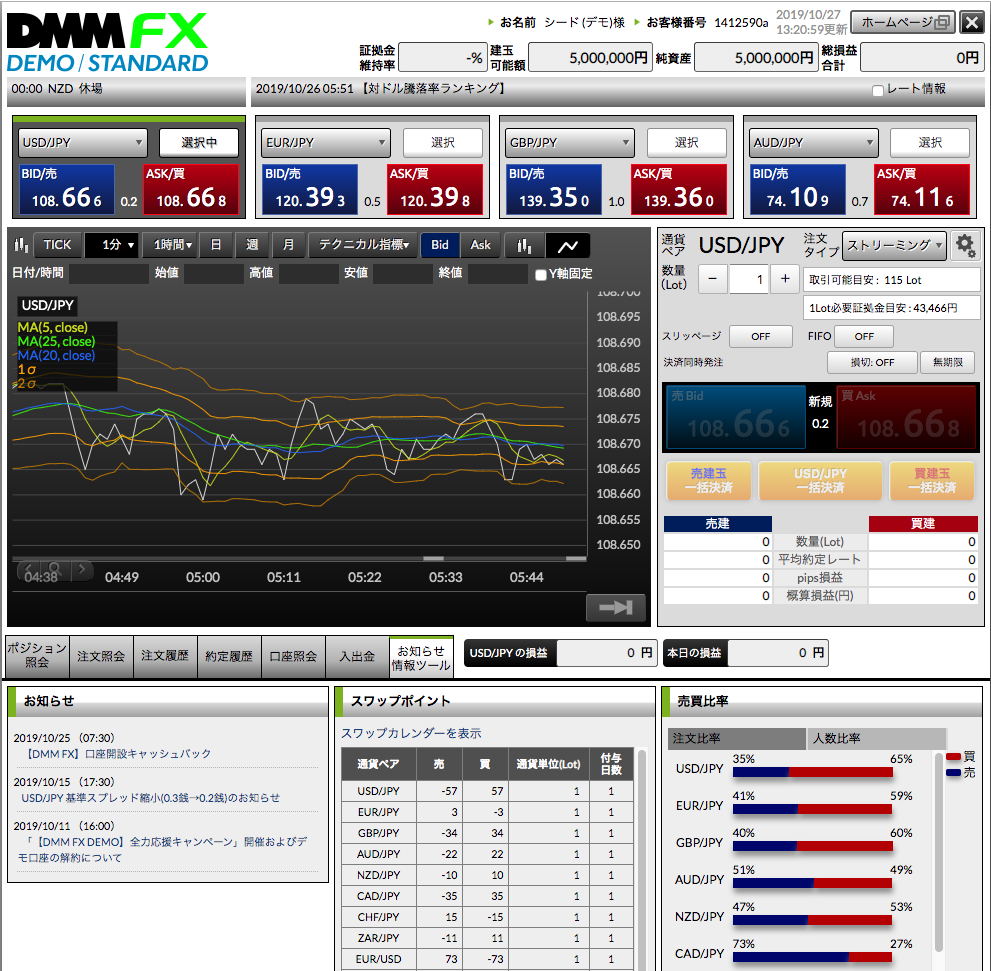 DMM FX
DEMO/STANDARD
お名前 シード(デモ)様 お客様番号 1412590a 2019/10/27 13:20:59更新 ホームページ
証拠金維持率 -% 建玉可能額 5,000,000円 純資産 5,000,000円 総損益合計 0円
00:00 NZD 休場 2019/10/26 05:51 【対ドル騰落率ランキング】 レート情報
USD/JPY 選択中 EUR/JPY 選択 GBP/JPY 選択 AUD/JPY 選択
BID/売 ASK/買 BID/売 ASK/買 BID/売 ASK/買 BID/売 ASK/買
108.666 0.2 108.668 120.393 0.5 120.398 139.350 1.0 139.360 74.109 0.7 74.116
TICK 1分 1時間 日 週 月 テクニカル指標 Bid Ask
日付/時間 始値 高値 安値 終値 Y軸固定
USD/JPY
MA(5, close)
MA(25, close)
MA(20, close)
1σ
2σ
108.700
108.695
108.690
108.685
108.680
108.675
108.670
108.665
108.660
108.655
108.650
04:38 04:49 05:00 05:11 05:22 05:33 05:44
通貨ペア USD/JPY 注文タイプ ストリーミング
数量(Lot) − 1 + 取引可能目安 : 115 Lot
1Lot必要証拠金目安 : 43,466円
スリッページ OFF FIFO OFF
決済同時発注 損切: OFF 無期限
売 Bid 新規 買 Ask
108.666 0.2 108.668
売建玉一括決済 USD/JPY一括決済 買建玉一括決済
売建 買建
0 数量(Lot) 0
0 平均約定レート 0
0 pips損益 0
0 概算損益(円) 0
ポジション照会 注文照会 注文履歴 約定履歴 口座照会 入出金 お知らせ情報ツール USD/JPY の損益 0 円 本日の損益 0 円
お知らせ
2019/10/25 (07:30)
【DMM FX】口座開設キャッシュバック
2019/10/15 (17:30)
USD/JPY 基準スプレッド縮小(0.3銭→0.2銭)のお知らせ
2019/10/11 (16:00)
「【DMM FX DEMO】全力応援キャンペーン」開催およびデ
モ口座の解約について
スワップポイント
スワップカレンダーを表示
通貨ペア 売 買 通貨単位(Lot) 付与日数
USD/JPY -57 57 1 1
EUR/JPY 3 -3 1 1
GBP/JPY -34 34 1 1
AUD/JPY -22 22 1 1
NZD/JPY -10 10 1 1
CAD/JPY -35 35 1 1
CHF/JPY 15 -15 1 1
ZAR/JPY -11 11 1 1
EUR/USD 73 -73 1 1
売買比率
注文比率 人数比率
買
売
USD/JPY 35% 65%
EUR/JPY 41% 59%
GBP/JPY 40% 60%
AUD/JPY 51% 49%
NZD/JPY 47% 53%
CAD/JPY 73% 27%